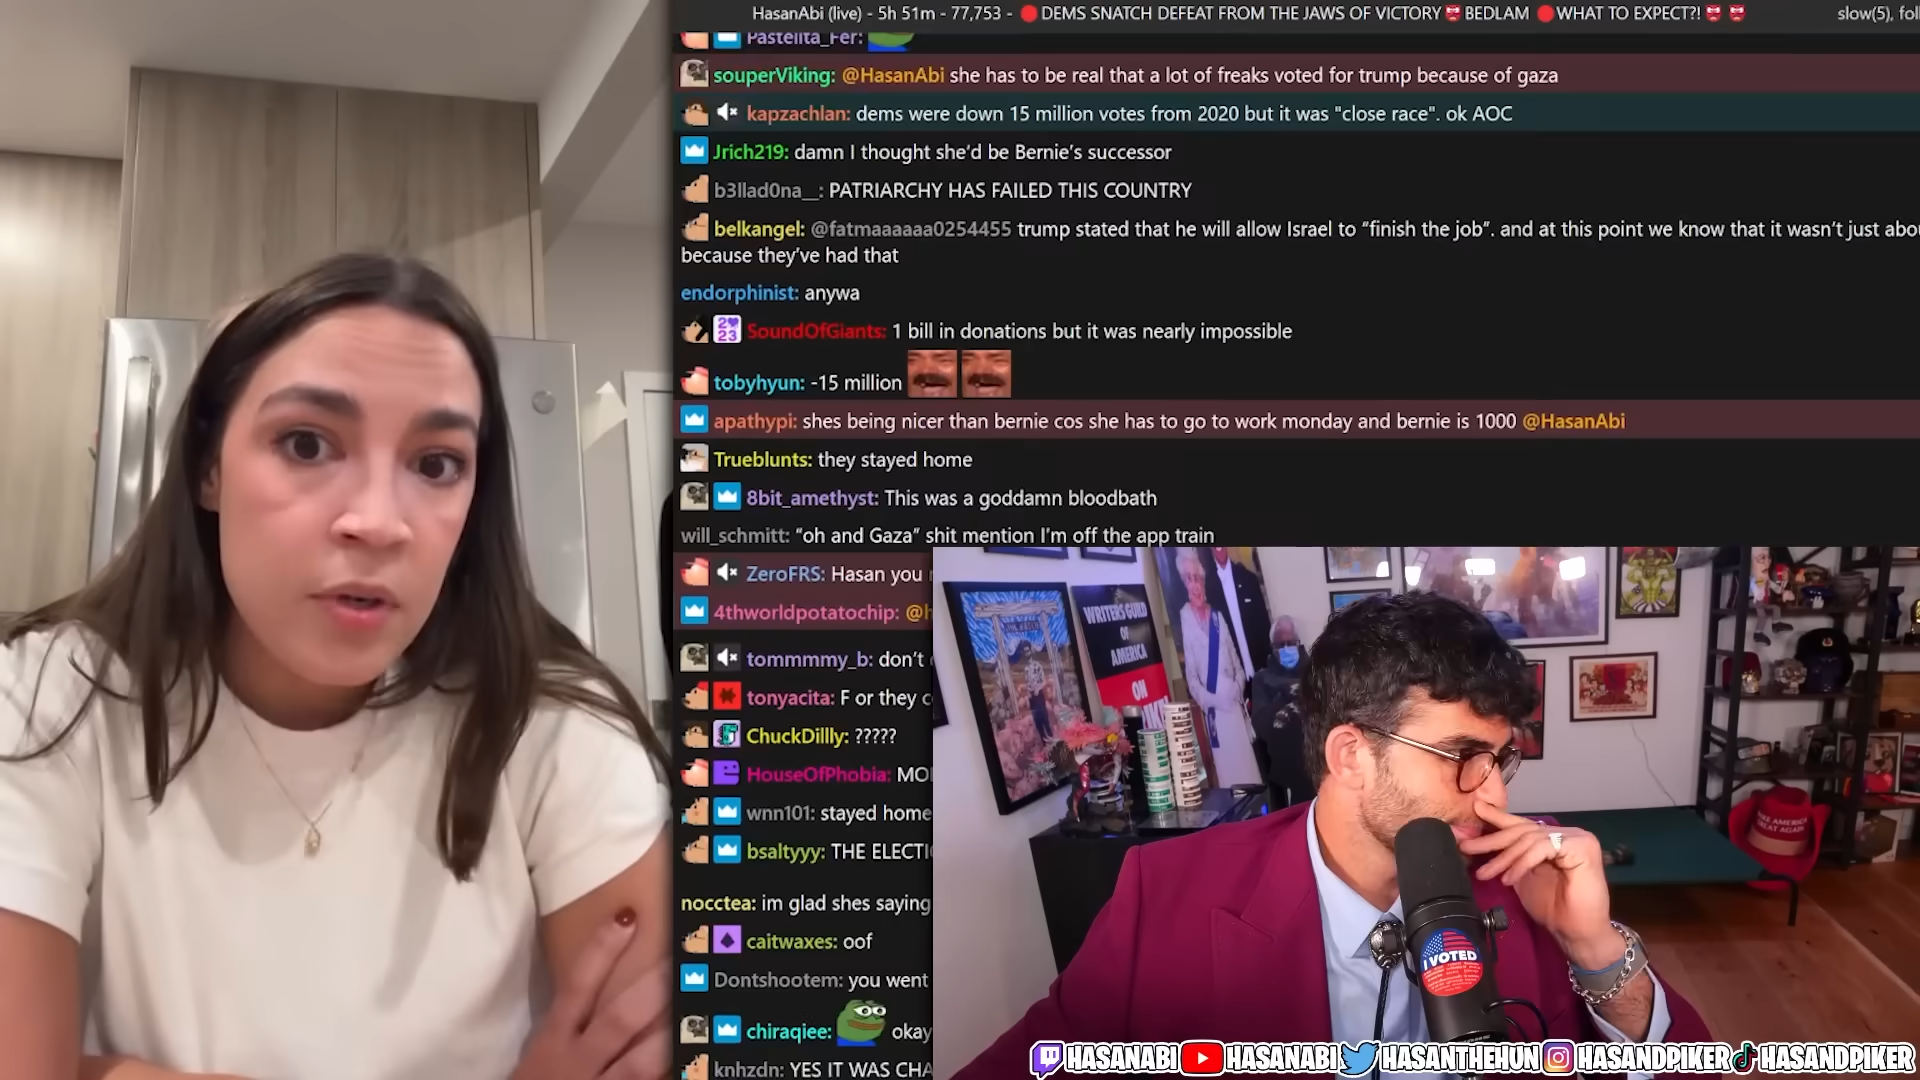 HasanAbi (live) - 5h 51m - 77,753 - 🔴DEMS SNATCH DEFEAT FROM THE JAWS OF VICTORY👹BEDLAM 🔴WHAT TO EXPECT?! 👹 👹
slow(5), fol
Pastelita_Fer:
souperViking: @HasanAbi she has to be real that a lot of freaks voted for trump because of gaza
kapzachlan: dems were down 15 million votes from 2020 but it was "close race". ok AOC
Jrich219: damn I thought she'd be Bernie's successor
b3llad0na__: PATRIARCHY HAS FAILED THIS COUNTRY
belkangel: @fatmaaaaaa0254455 trump stated that he will allow Israel to “finish the job”. and at this point we know that it wasn't just abou
because they've had that
endorphinist: anywa
SoundOfGiants: 1 bill in donations but it was nearly impossible
tobyhyun: -15 million
apathypi: shes being nicer than bernie cos she has to go to work monday and bernie is 1000 @HasanAbi
Trueblunts: they stayed home
8bit_amethyst: This was a goddamn bloodbath
will_schmitt: “oh and Gaza” shit mention I'm off the app train
ZeroFRS: Hasan you
4thworldpotatochip: @h
tommmmy_b: don't
tonyacita: F or they c
ChuckDillly: ?????
HouseOfPhobia: MO
wnn101: stayed home
bsaltyyy: THE ELECTI
nocctea: im glad shes saying
caitwaxes: oof
Dontshootem: you went
chiraqiee: okay
knhzdn: YES IT WAS CHA
WRITERS GUILD
OF
AMERICA
ON
I VOTED
HASANABI HASANABI HASANTHEHUN HASANDPIKER HASANDPIKER